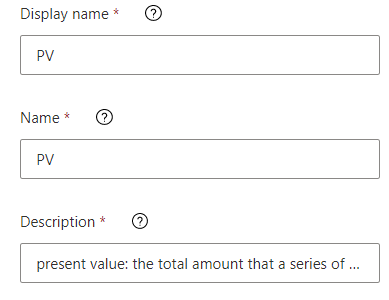 Display name *
PV
Name *
PV
Description *
present value: the total amount that a series of ...